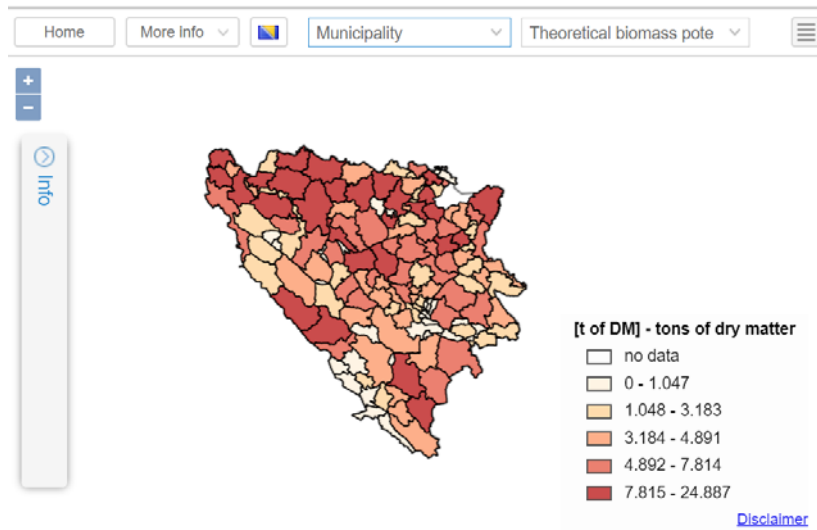 Home
More Info
Municipality
Theoretical biomass pote
+
−
Info
[t of DM] - tons of dry matter
no data
0 - 1.047
1.048 - 3.183
3.184 - 4.891
4.892 - 7.814
7.815 - 24.887
Disclaimer